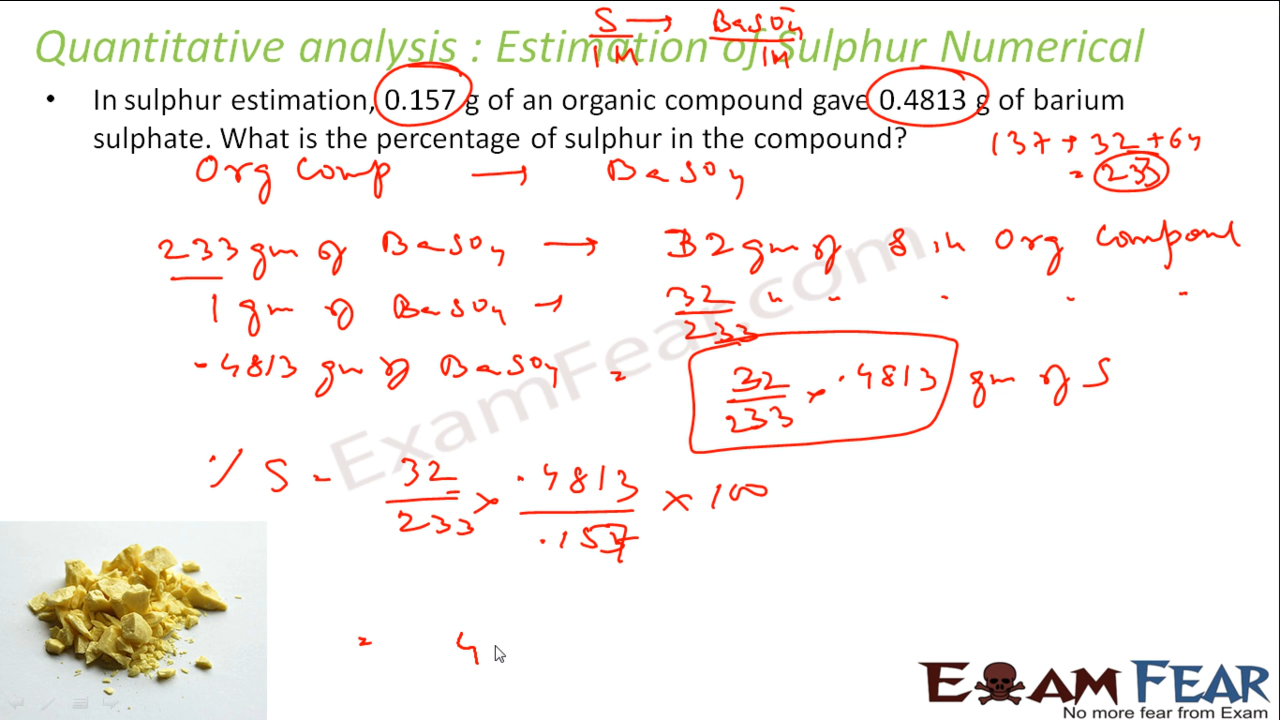 S → BaSO4
1M 1M
Quantitative analysis : Estimation of Sulphur Numerical
• In sulphur estimation, 0.157 g of an organic compound gave 0.4813 g of barium
sulphate. What is the percentage of sulphur in the compound?
137 + 32 + 64
= 233
Org Comp → BaSO4
233 gm of BaSO4 → 32 gm of S in Org Compound
1 gm of BaSO4 → 32/233 " " " " "
.4813 gm of BaSO4 = 32/233 × .4813 gm of S
% S = 32/233 × .4813/.157 × 100
= 4
ExamFear.com
EXAM FEAR
No more fear from Exam